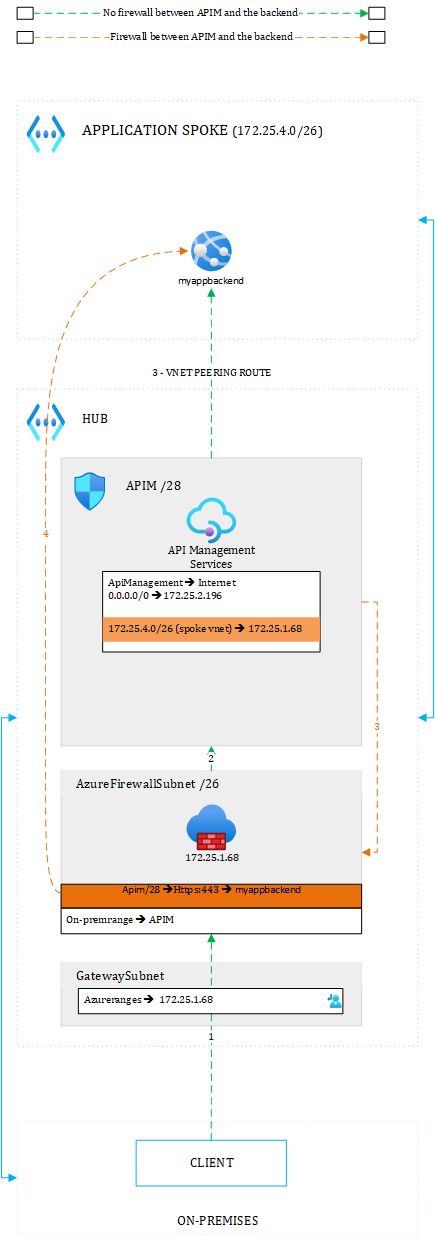 No firewall between APIM and the backend
Firewall between APIM and the backend
APPLICATION SPOKE (172.25.4.0/26)
myappbackend
3 - VNET PEERING ROUTE
HUB
APIM /28
API Management
Services
ApiManagement → Internet
0.0.0.0/0 → 172.25.2.196
172.25.4.0/26 (spoke vnet) → 172.25.1.68
4
3
2
AzureFirewallSubnet /26
172.25.1.68
Apim/28 → Https:443 → myappbackend
On-premrange → APIM
GatewaySubnet
Azureranges → 172.25.1.68
1
CLIENT
ON-PREMISES